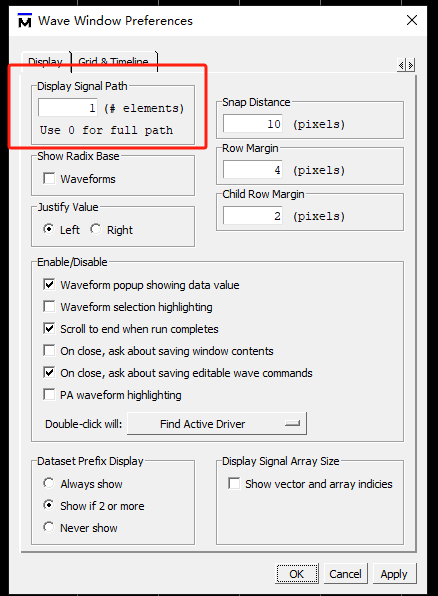 Wave Window Preferences
Display
Grid & Timeline
Display Signal Path
1 (# elements)
Use 0 for full path
Snap Distance
10 (pixels)
Row Margin
4 (pixels)
Show Radix Base
Waveforms
Child Row Margin
2 (pixels)
Justify Value
Left Right
Enable/Disable
Waveform popup showing data value
Waveform selection highlighting
Scroll to end when run completes
On close, ask about saving window contents
On close, ask about saving editable wave commands
PA waveform highlighting
Double-click will: Find Active Driver
Dataset Prefix Display
Always show
Show if 2 or more
Never show
Display Signal Array Size
Show vector and array indicies
OK Cancel Apply